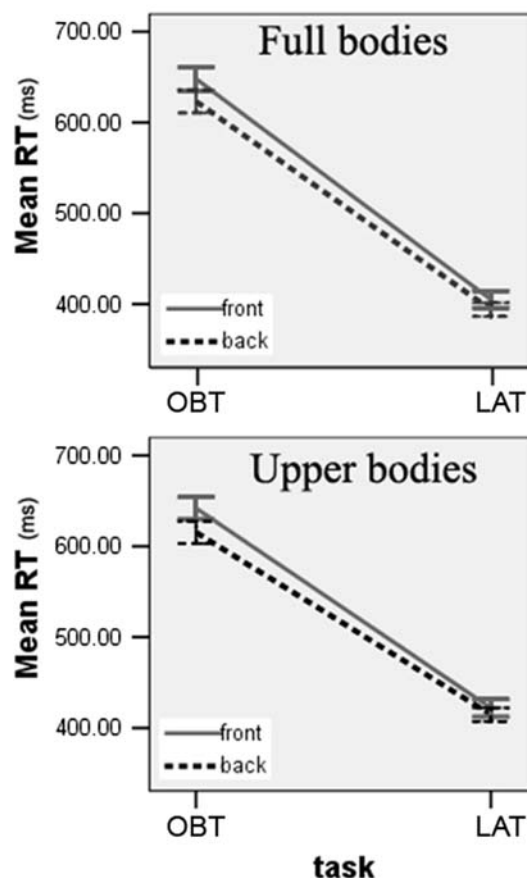 Full bodies
Mean RT (ms)
700.00
600.00
500.00
400.00
front
back
OBT LAT
Upper bodies
Mean RT (ms)
700.00
600.00
500.00
400.00
front
back
OBT LAT
task